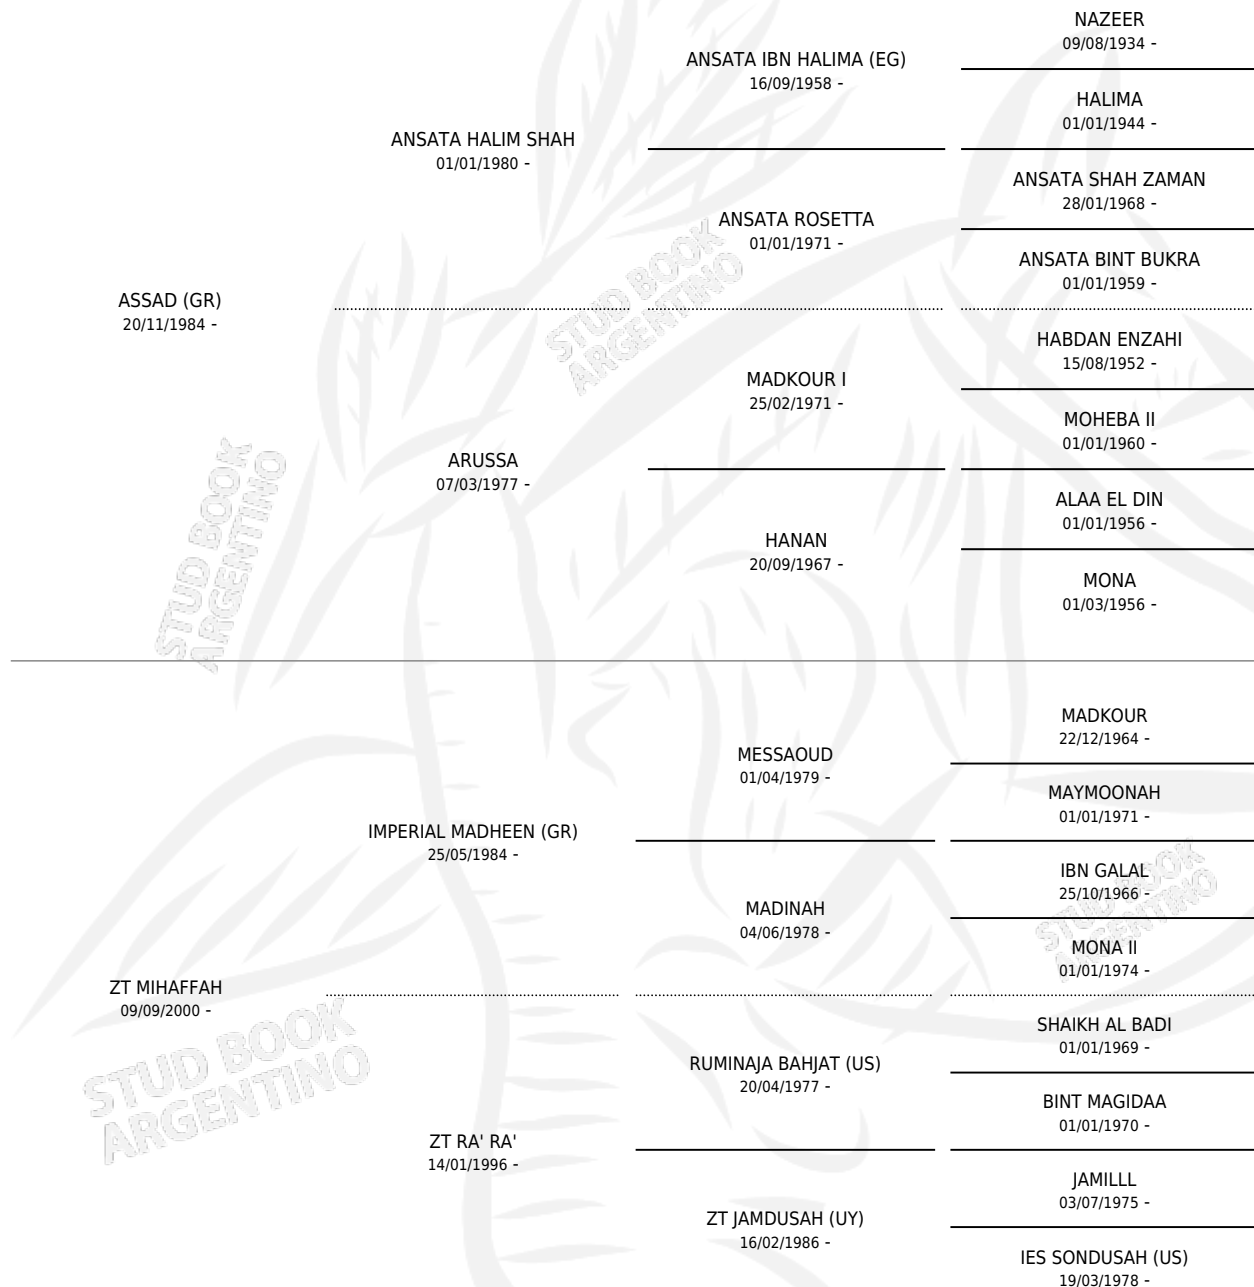 NAZEER
09/08/1934 -
ANSATA IBN HALIMA (EG)
16/09/1958 -
HALIMA
01/01/1944 -
ANSATA HALIM SHAH
01/01/1980 -
ANSATA SHAH ZAMAN
28/01/1968 -
ANSATA ROSETTA
01/01/1971 -
ANSATA BINT BUKRA
01/01/1959 -
ASSAD (GR)
20/11/1984 -
HABDAN ENZAHI
15/08/1952 -
MADKOUR I
25/02/1971 -
MOHEBA II
01/01/1960 -
ARUSSA
07/03/1977 -
ALAA EL DIN
01/01/1956 -
HANAN
20/09/1967 -
MONA
01/03/1956 -
MADKOUR
22/12/1964 -
MESSAOUD
01/04/1979 -
MAYMOONAH
01/01/1971 -
IMPERIAL MADHEEN (GR)
25/05/1984 -
IBN GALAL
25/10/1966 -
MADINAH
04/06/1978 -
MONA II
01/01/1974 -
ZT MIHAFFAH
09/09/2000 -
SHAIKH AL BADI
01/01/1969 -
RUMINAJA BAHJAT (US)
20/04/1977 -
BINT MAGIDAA
01/01/1970 -
ZT RA' RA'
14/01/1996 -
JAMILLL
03/07/1975 -
ZT JAMDUSAH (UY)
16/02/1986 -
IES SONDUSAH (US)
19/03/1978 -
STUD BOOK
ARGENTINO
STUD BOOK
ARGENTINO
STUD BOOK
ARGENTINO
STUD BOOK
ARGENTINO